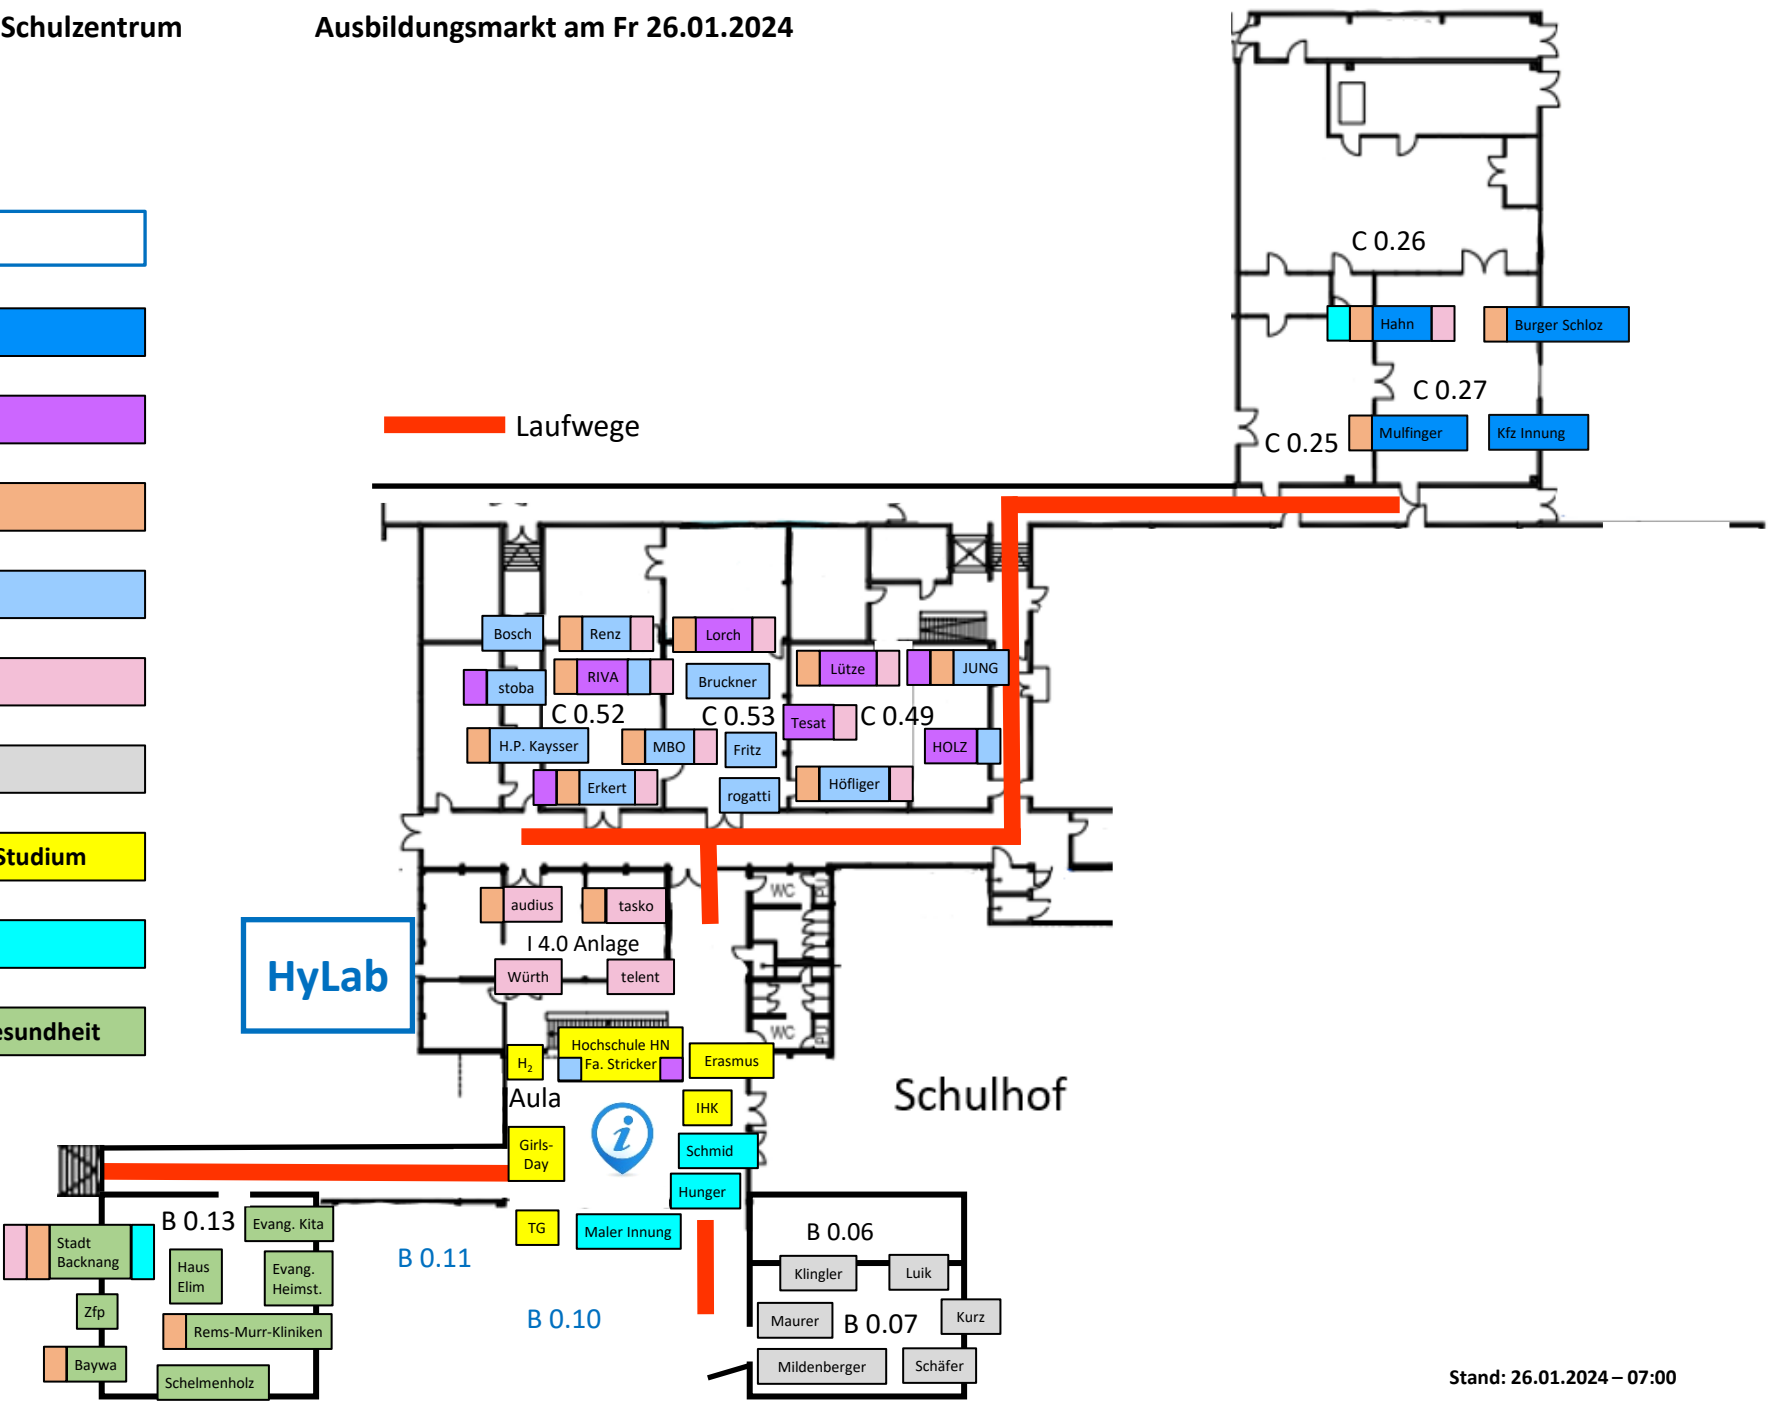 Schulzentrum
Ausbildungsmarkt am Fr 26.01.2024
C 0.26
Hahn
Burger Schloz
C 0.27
Laufwege
Mulfinger
Kfz Innung
C 0.25
Bosch
Renz
Lorch
Lütze
JUNG
RIVA
Bruckner
stoba
C 0.52
C 0.53
Tesat
C 0.49
H.P. Kaysser
MBO
Fritz
HOLZ
Erkert
rogatti
Höfliger
Studium
audius
tasko
WC
PU
I 4.0 Anlage
HyLab
Würth
telent
esundheit
WC
PU
Hochschule HN
Fa. Stricker
H2
Erasmus
Aula
IHK
Schulhof
i
Girls-
Day
Schmid
Hunger
B 0.13
Evang. Kita
TG
Maler Innung
B 0.06
Stadt
Backnang
B 0.11
Haus
Elim
Evang.
Heimst.
Klingler
Luik
Zfp
B 0.10
Maurer
B 0.07
Kurz
Rems-Murr-Kliniken
Baywa
Mildenberger
Schäfer
Schelmenholz
Stand: 26.01.2024 – 07:00